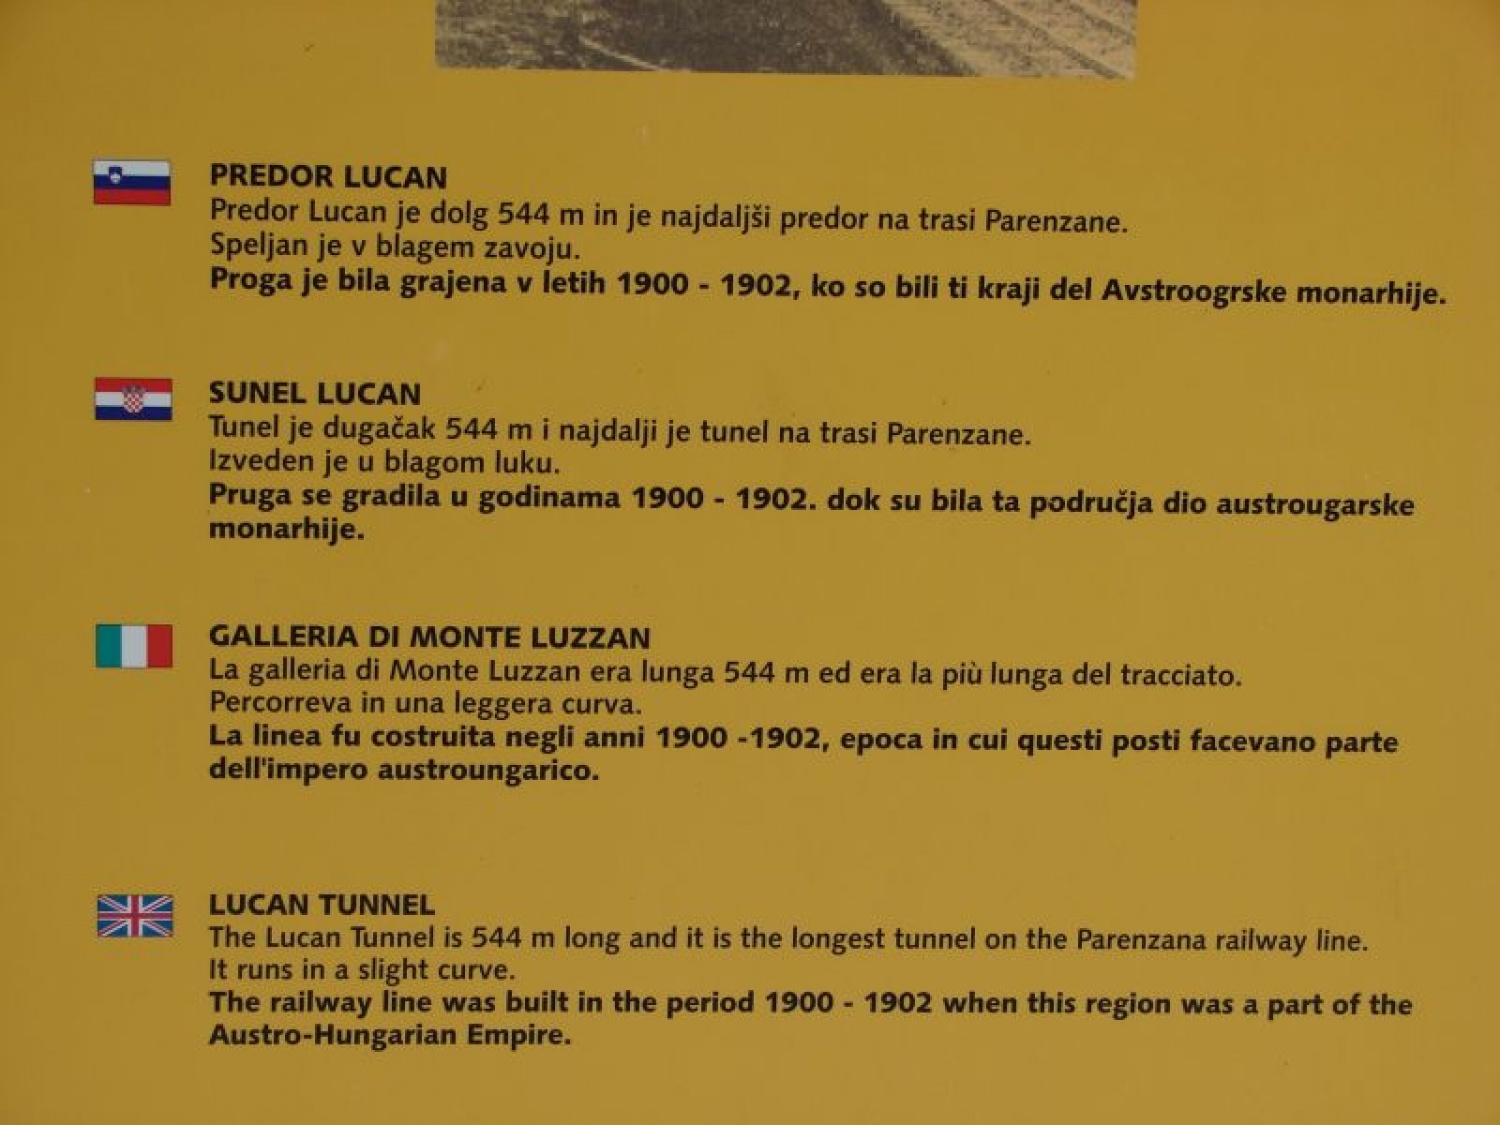 PREDOR LUCAN
Predor Lucan je dolg 544 m in je najdaljši predor na trasi Parenzane.
Speljan je v blagem zavoju.
Proga je bila grajena v letih 1900 - 1902, ko so bili ti kraji del Avstroogrske monarhije.
SUNEL LUCAN
Tunel je dugačak 544 m i najdalji je tunel na trasi Parenzane.
Izveden je u blagom luku.
Pruga se gradila u godinama 1900 - 1902. dok su bila ta područja dio austrougarske
monarhije.
GALLERIA DI MONTE LUZZAN
La galleria di Monte Luzzan era lunga 544 m ed era la più lunga del tracciato.
Percorreva in una leggera curva.
La linea fu costruita negli anni 1900 -1902, epoca in cui questi posti facevano parte
dell'impero austroungarico.
LUCAN TUNNEL
The Lucan Tunnel is 544 m long and it is the longest tunnel on the Parenzana railway line.
It runs in a slight curve.
The railway line was built in the period 1900 - 1902 when this region was a part of the
Austro-Hungarian Empire.